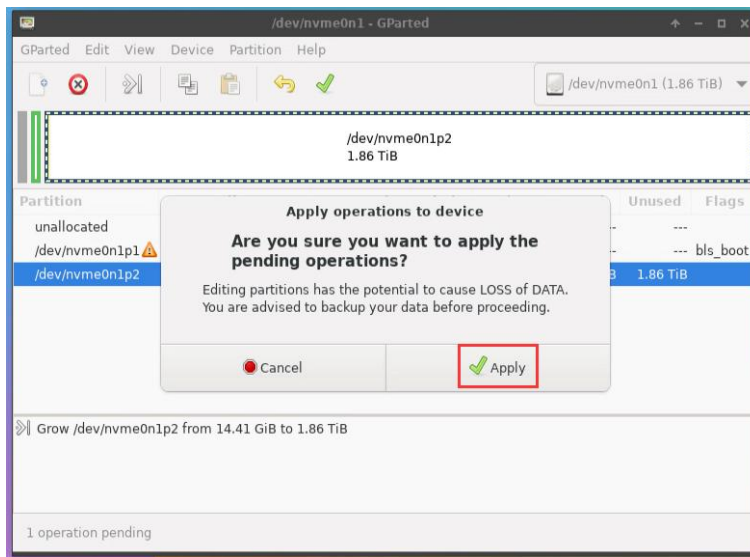 /dev/nvme0n1 - GParted
GParted Edit View Device Partition Help
/dev/nvme0n1 (1.86 TiB)
/dev/nvme0n1p2
1.86 TiB
Partition Unused Flags
unallocated ---
/dev/nvme0n1p1 --- bls_boot
/dev/nvme0n1p2 1.86 TiB
Apply operations to device
Are you sure you want to apply the
pending operations?
Editing partitions has the potential to cause LOSS of DATA.
You are advised to backup your data before proceeding.
Cancel Apply
Grow /dev/nvme0n1p2 from 14.41 GiB to 1.86 TiB
1 operation pending